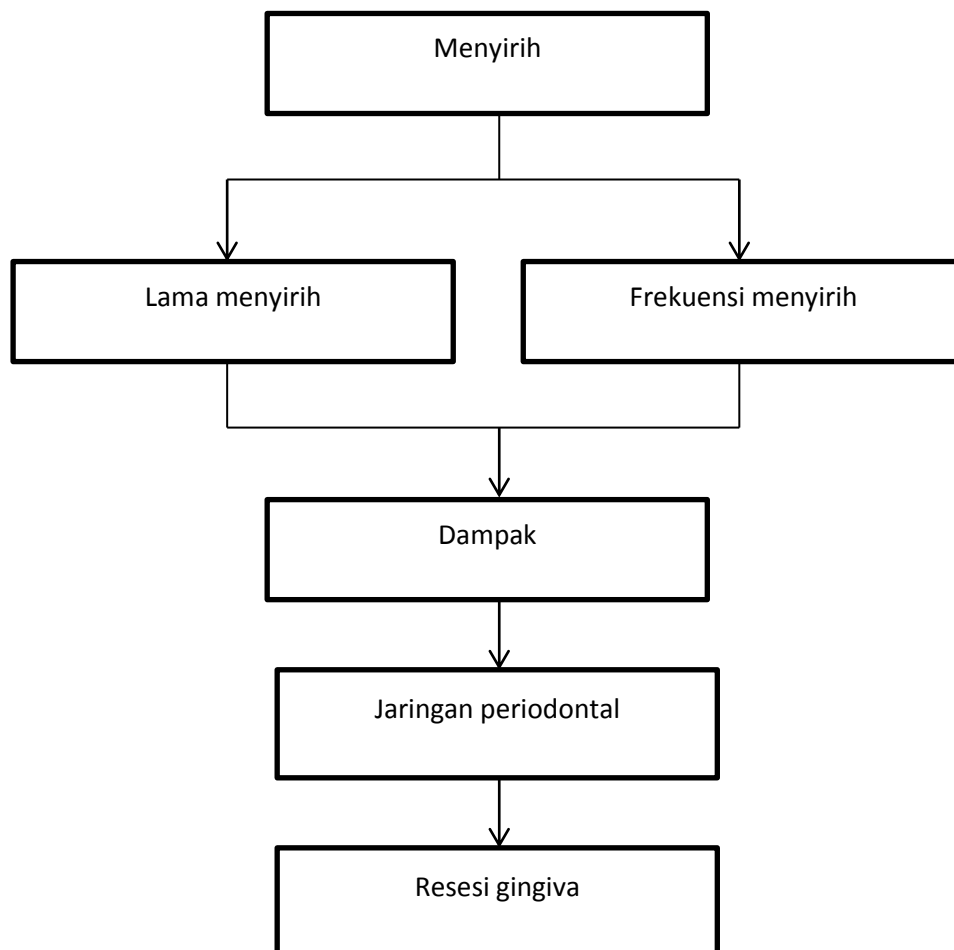 Menyirih
Lama menyirih
Frekuensi menyirih
Dampak
Jaringan periodontal
Resesi gingiva